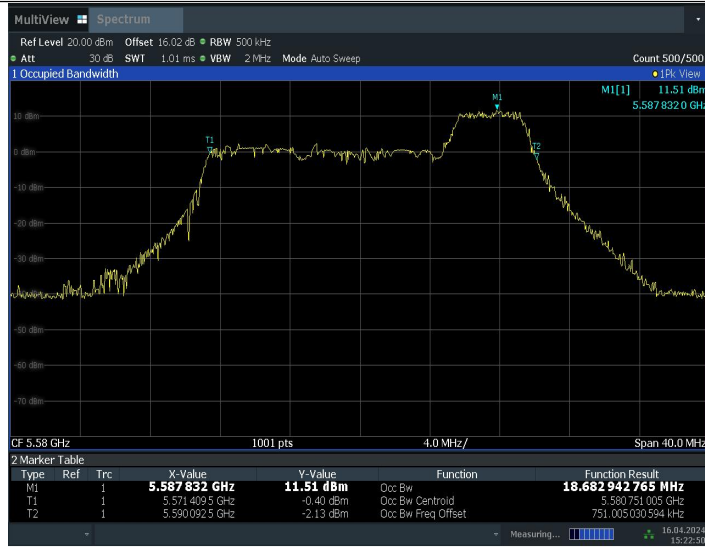 MultiView Spectrum
Ref Level 20.00 dBm Offset 16.02 dB RBW 500 kHz
Att 30 dB SWT 1.01 ms VBW 2 MHz Mode Auto Sweep Count 500/500
1 Occupied Bandwidth 1Pk View
M1[1] 11.51 dBm
5.587 832 0 GHz
M1
10 dBm
T1
T2
0 dBm
-10 dBm
-20 dBm
-30 dBm
-50 dBm
-60 dBm
-70 dBm
CF 5.58 GHz 1001 pts 4.0 MHz/ Span 40.0 MHz
2 Marker Table
Type Ref Trc X-Value Y-Value Function Function Result
M1 1 5.587 832 GHz 11.51 dBm Occ Bw 18.682 942 765 MHz
T1 1 5.571 409 5 GHz -0.40 dBm Occ Bw Centroid 5.580 751 005 GHz
T2 1 5.590 092 5 GHz -2.13 dBm Occ Bw Freq Offset 751.005 030 594 kHz
Measuring... 16.04.2024
15:22:50